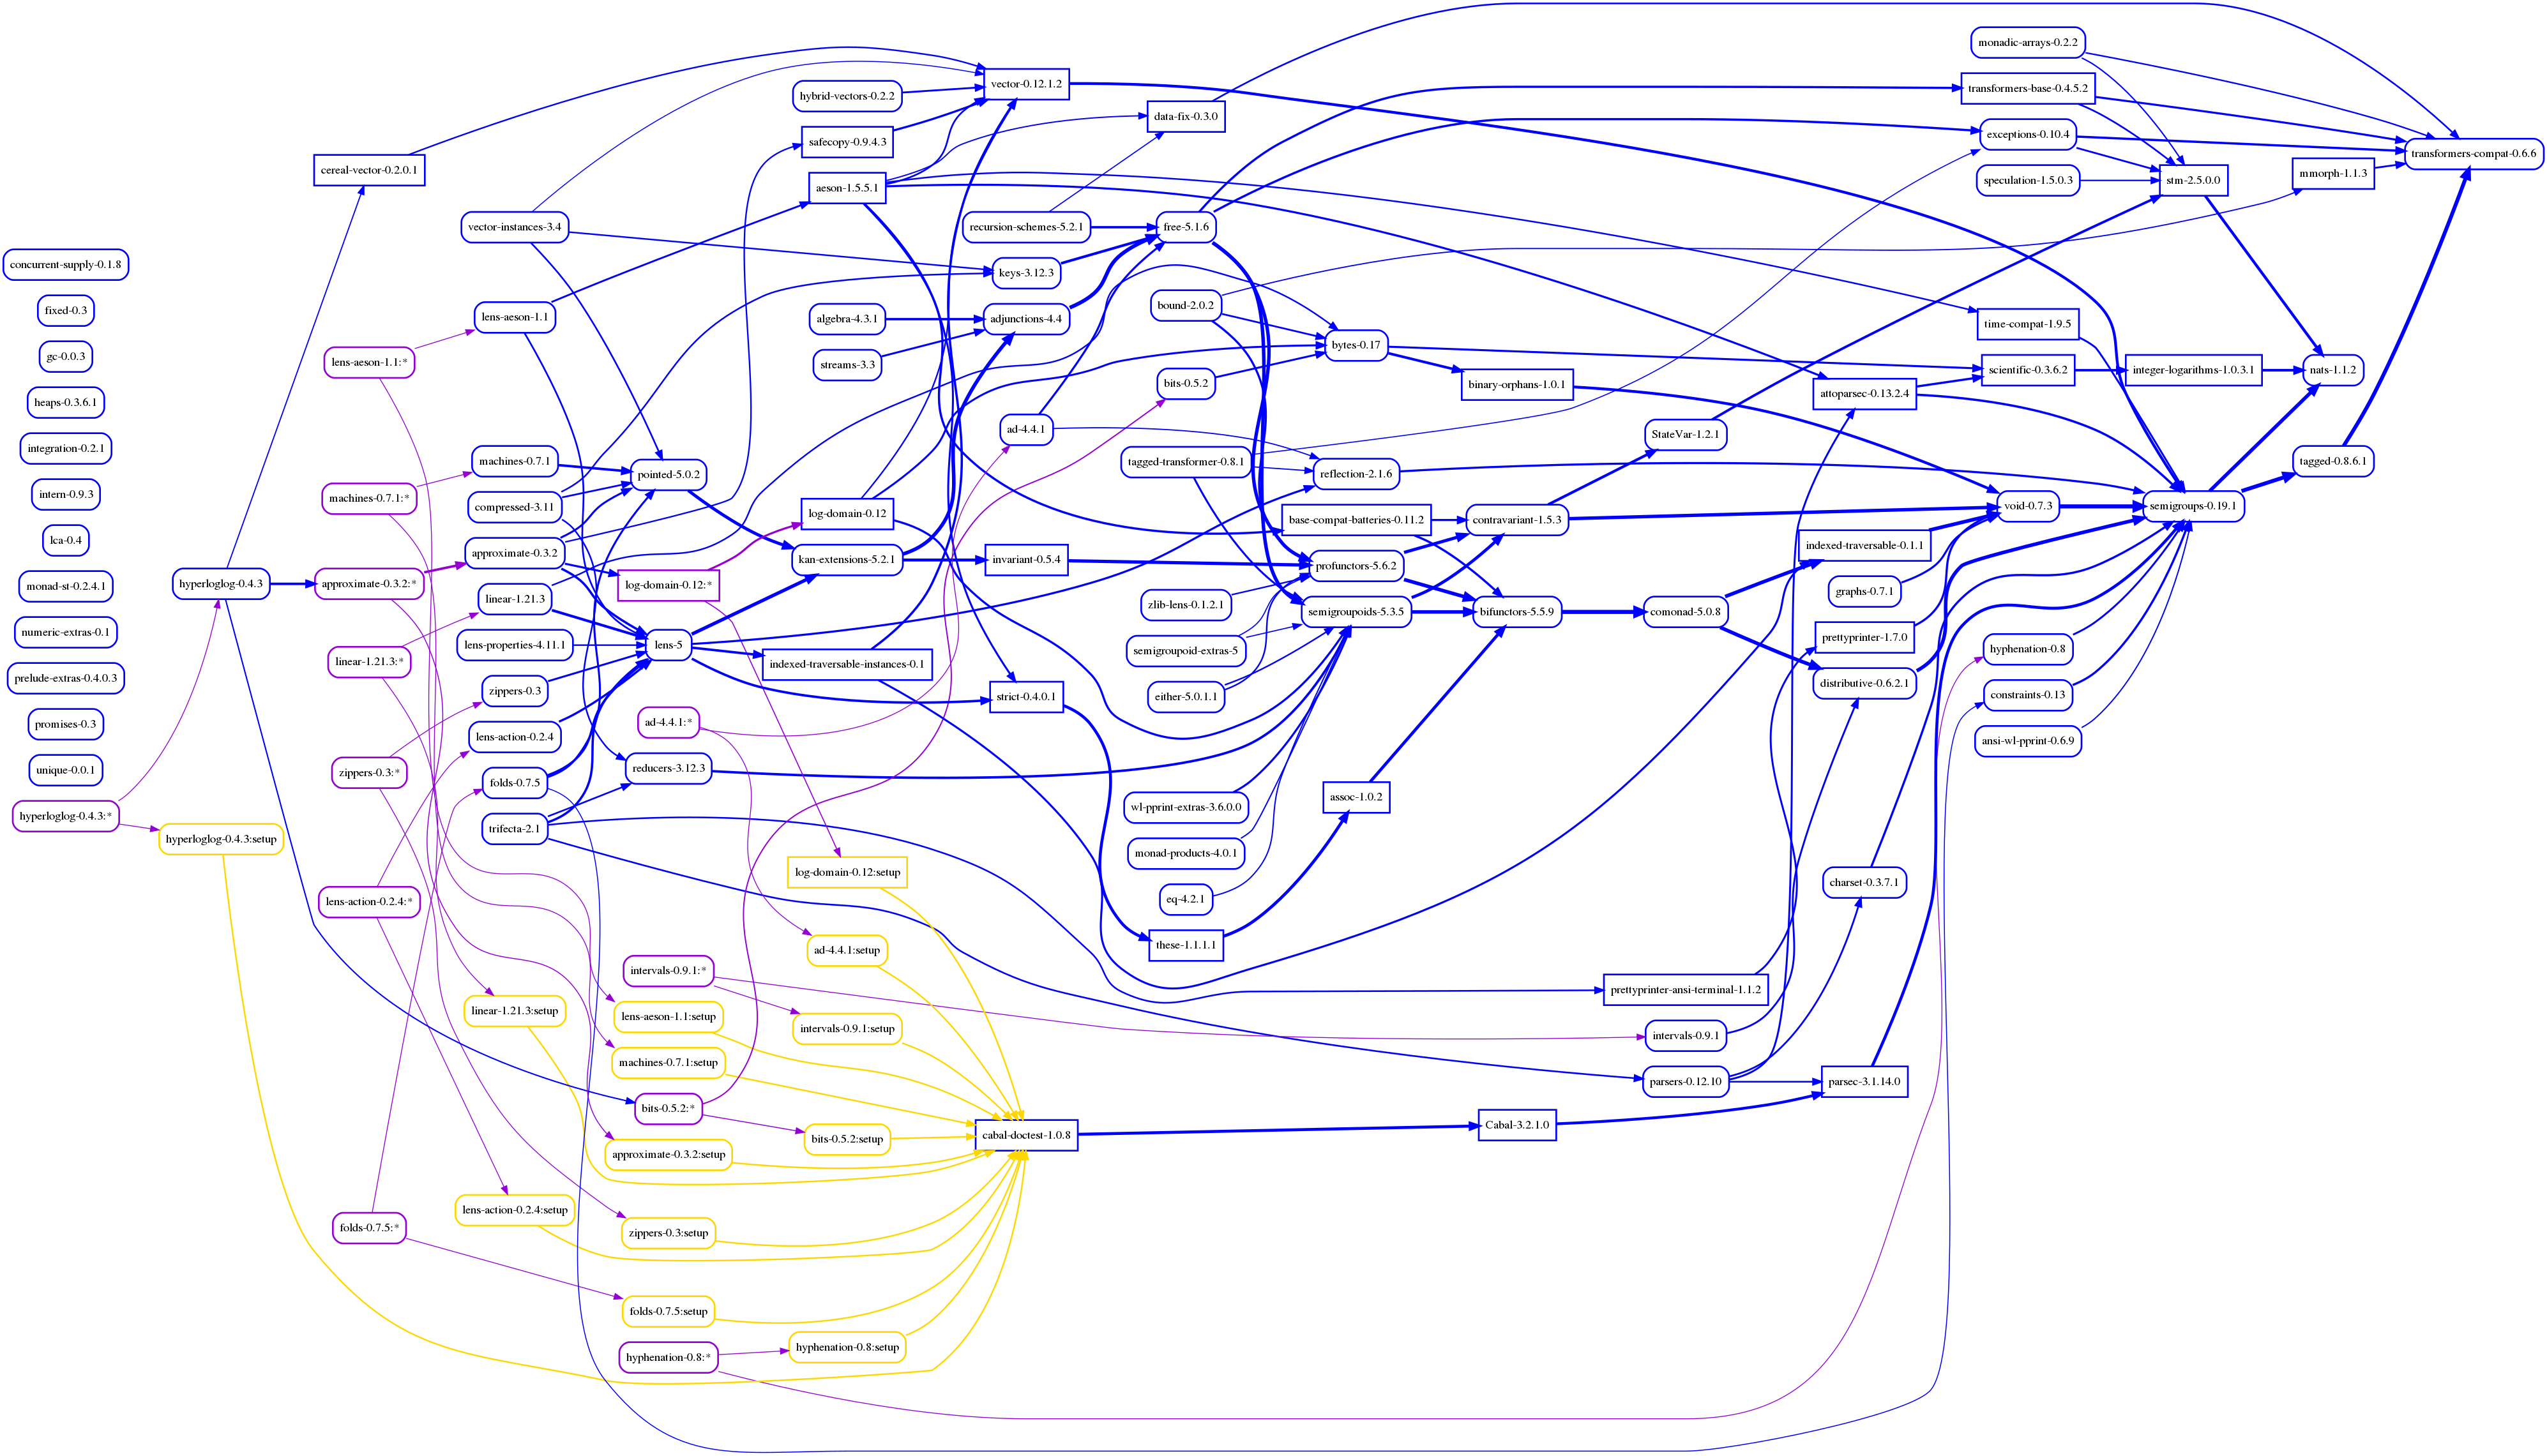 concurrent-supply-0.1.8
fixed-0.3
gc-0.0.3
heaps-0.3.6.1
integration-0.2.1
intern-0.9.3
lca-0.4
monad-st-0.2.4.1
numeric-extras-0.1
prelude-extras-0.4.0.3
promises-0.3
unique-0.0.1
hyperloglog-0.4.3:*
hyperloglog-0.4.3
hyperloglog-0.4.3:setup
cereal-vector-0.2.0.1
lens-aeson-1.1:*
machines-0.7.1:*
approximate-0.3.2:*
linear-1.21.3:*
zippers-0.3:*
lens-action-0.2.4:*
folds-0.7.5:*
vector-instances-3.4
lens-aeson-1.1
machines-0.7.1
compressed-3.11
approximate-0.3.2
linear-1.21.3
lens-properties-4.11.1
zippers-0.3
lens-action-0.2.4
folds-0.7.5
trifecta-2.1
linear-1.21.3:setup
lens-action-0.2.4:setup
pointed-5.0.2
log-domain-0.12:*
lens-5
ad-4.4.1:*
reducers-3.12.3
intervals-0.9.1:*
lens-aeson-1.1:setup
machines-0.7.1:setup
bits-0.5.2:*
approximate-0.3.2:setup
zippers-0.3:setup
folds-0.7.5:setup
hyphenation-0.8:*
hybrid-vectors-0.2.2
safecopy-0.9.4.3
aeson-1.5.5.1
algebra-4.3.1
streams-3.3
log-domain-0.12
kan-extensions-5.2.1
indexed-traversable-instances-0.1
log-domain-0.12:setup
ad-4.4.1:setup
intervals-0.9.1:setup
bits-0.5.2:setup
hyphenation-0.8:setup
vector-0.12.1.2
recursion-schemes-5.2.1
keys-3.12.3
adjunctions-4.4
ad-4.4.1
invariant-0.5.4
strict-0.4.0.1
cabal-doctest-1.0.8
data-fix-0.3.0
free-5.1.6
bound-2.0.2
bits-0.5.2
tagged-transformer-0.8.1
zlib-lens-0.1.2.1
semigroupoid-extras-5
either-5.0.1.1
wl-pprint-extras-3.6.0.0
monad-products-4.0.1
eq-4.2.1
these-1.1.1.1
bytes-0.17
reflection-2.1.6
base-compat-batteries-0.11.2
profunctors-5.6.2
semigroupoids-5.3.5
assoc-1.0.2
binary-orphans-1.0.1
contravariant-1.5.3
bifunctors-5.5.9
Cabal-3.2.1.0
StateVar-1.2.1
comonad-5.0.8
prettyprinter-ansi-terminal-1.1.2
intervals-0.9.1
parsers-0.12.10
attoparsec-0.13.2.4
indexed-traversable-0.1.1
graphs-0.7.1
prettyprinter-1.7.0
distributive-0.6.2.1
charset-0.3.7.1
parsec-3.1.14.0
monadic-arrays-0.2.2
transformers-base-0.4.5.2
exceptions-0.10.4
speculation-1.5.0.3
time-compat-1.9.5
scientific-0.3.6.2
void-0.7.3
hyphenation-0.8
constraints-0.13
ansi-wl-pprint-0.6.9
stm-2.5.0.0
integer-logarithms-1.0.3.1
semigroups-0.19.1
mmorph-1.1.3
nats-1.1.2
tagged-0.8.6.1
transformers-compat-0.6.6